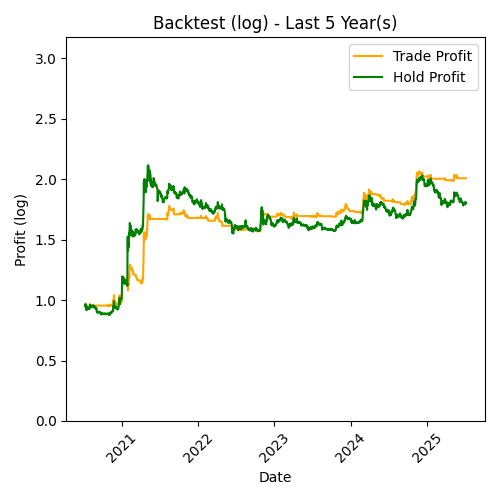 Backtest (log) - Last 5 Year(s)
Trade Profit
Hold Profit
Profit (log)
3.0
2.5
2.0
1.5
1.0
0.5
0.0
2021
2022
2023
2024
2025
Date